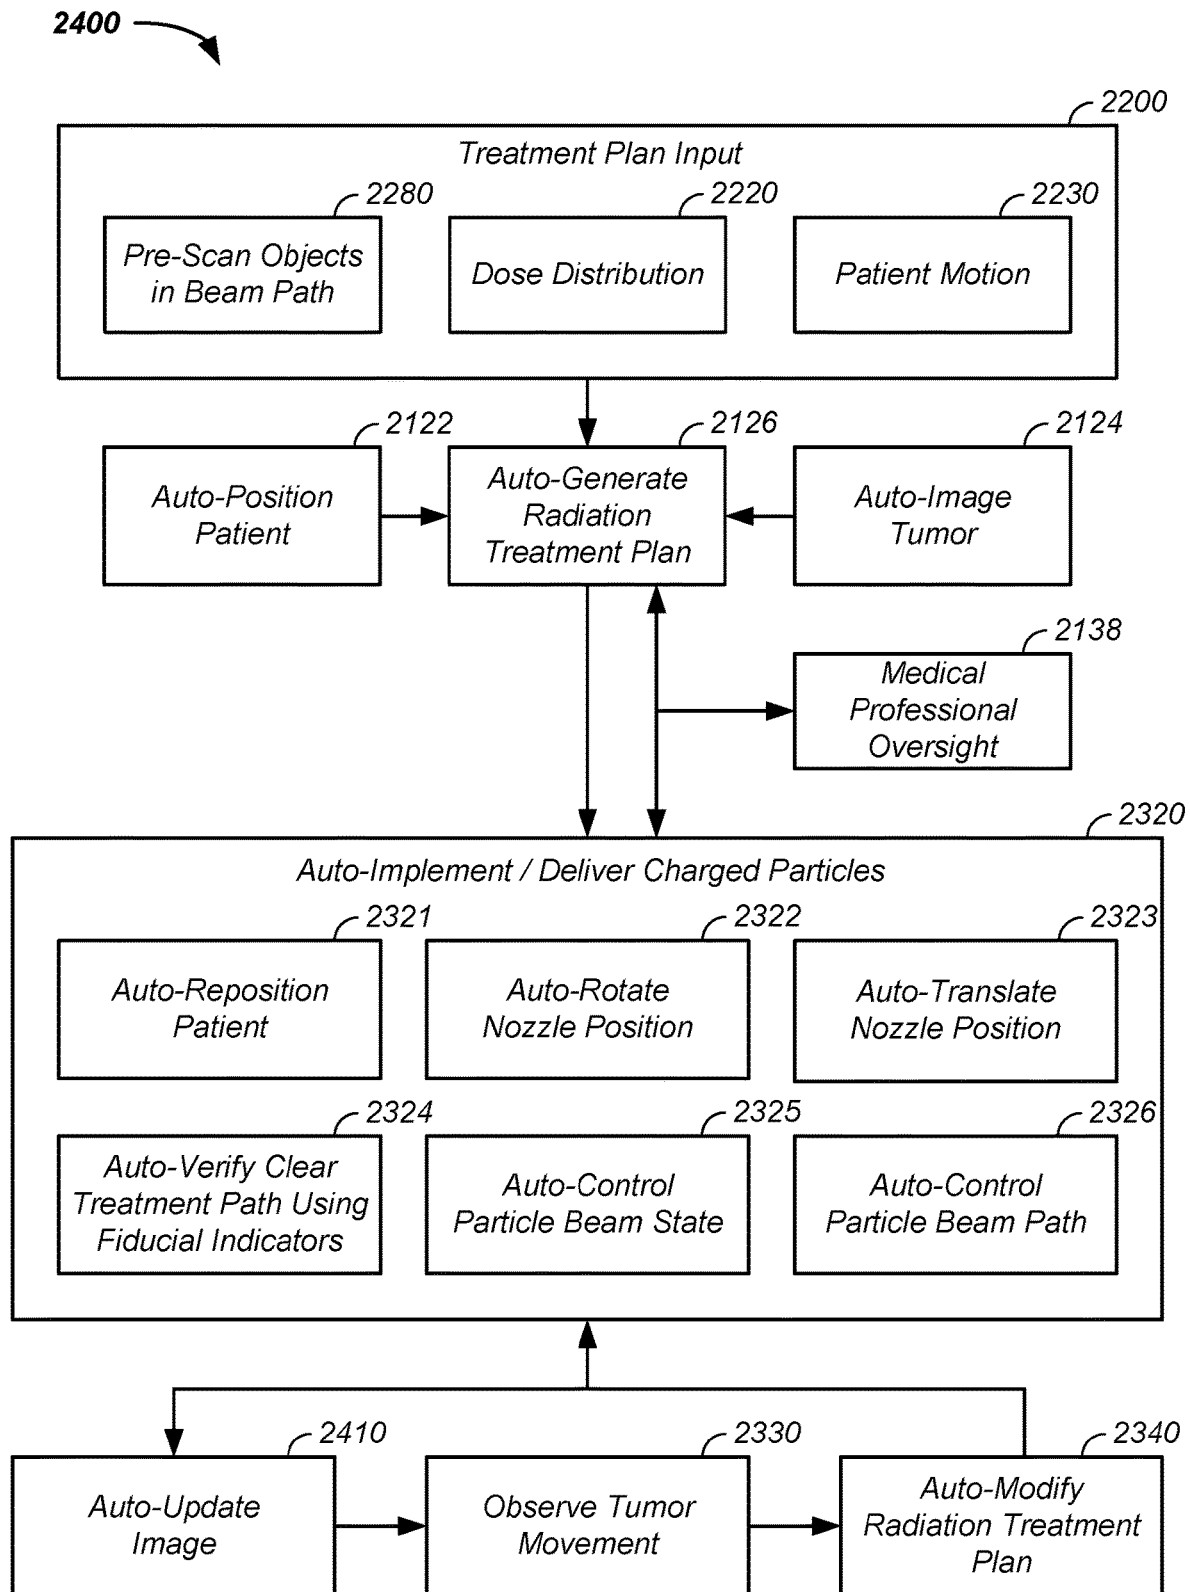 2400
2200
Treatment Plan Input
2280
2220
2230
Pre-Scan Objects
in Beam Path
Dose Distribution
Patient Motion
2122
2126
2124
Auto-Position
Patient
Auto-Generate
Radiation
Treatment Plan
Auto-Image
Tumor
2138
Medical
Professional
Oversight
2320
Auto-Implement / Deliver Charged Particles
2321
2322
2323
Auto-Reposition
Patient
Auto-Rotate
Nozzle Position
Auto-Translate
Nozzle Position
2324
2325
2326
Auto-Verify Clear
Treatment Path Using
Fiducial Indicators
Auto-Control
Particle Beam State
Auto-Control
Particle Beam Path
2410
2330
2340
Auto-Update
Image
Observe Tumor
Movement
Auto-Modify
Radiation Treatment
Plan